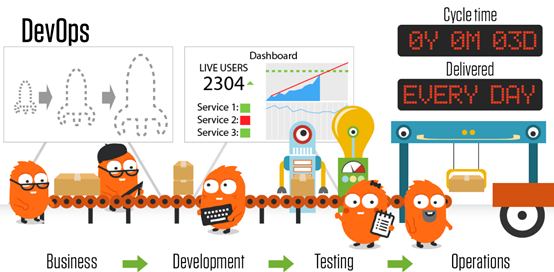 DevOps
Dashboard
LIVE USERS
2304
Service 1:
Service 2:
Service 3:
Cycle time
0Y 0M 03D
Delivered
EVERY DAY
Business
Development
Testing
Operations